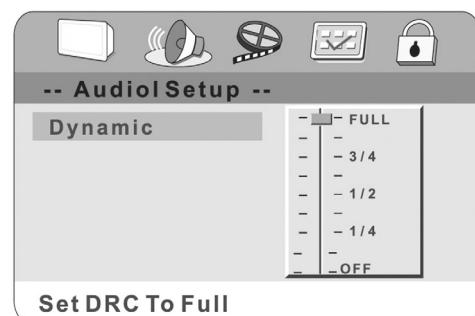 -- Audiol Setup --
Dynamic
FULL
3/4
1/2
1/4
OFF
Set DRC To Full